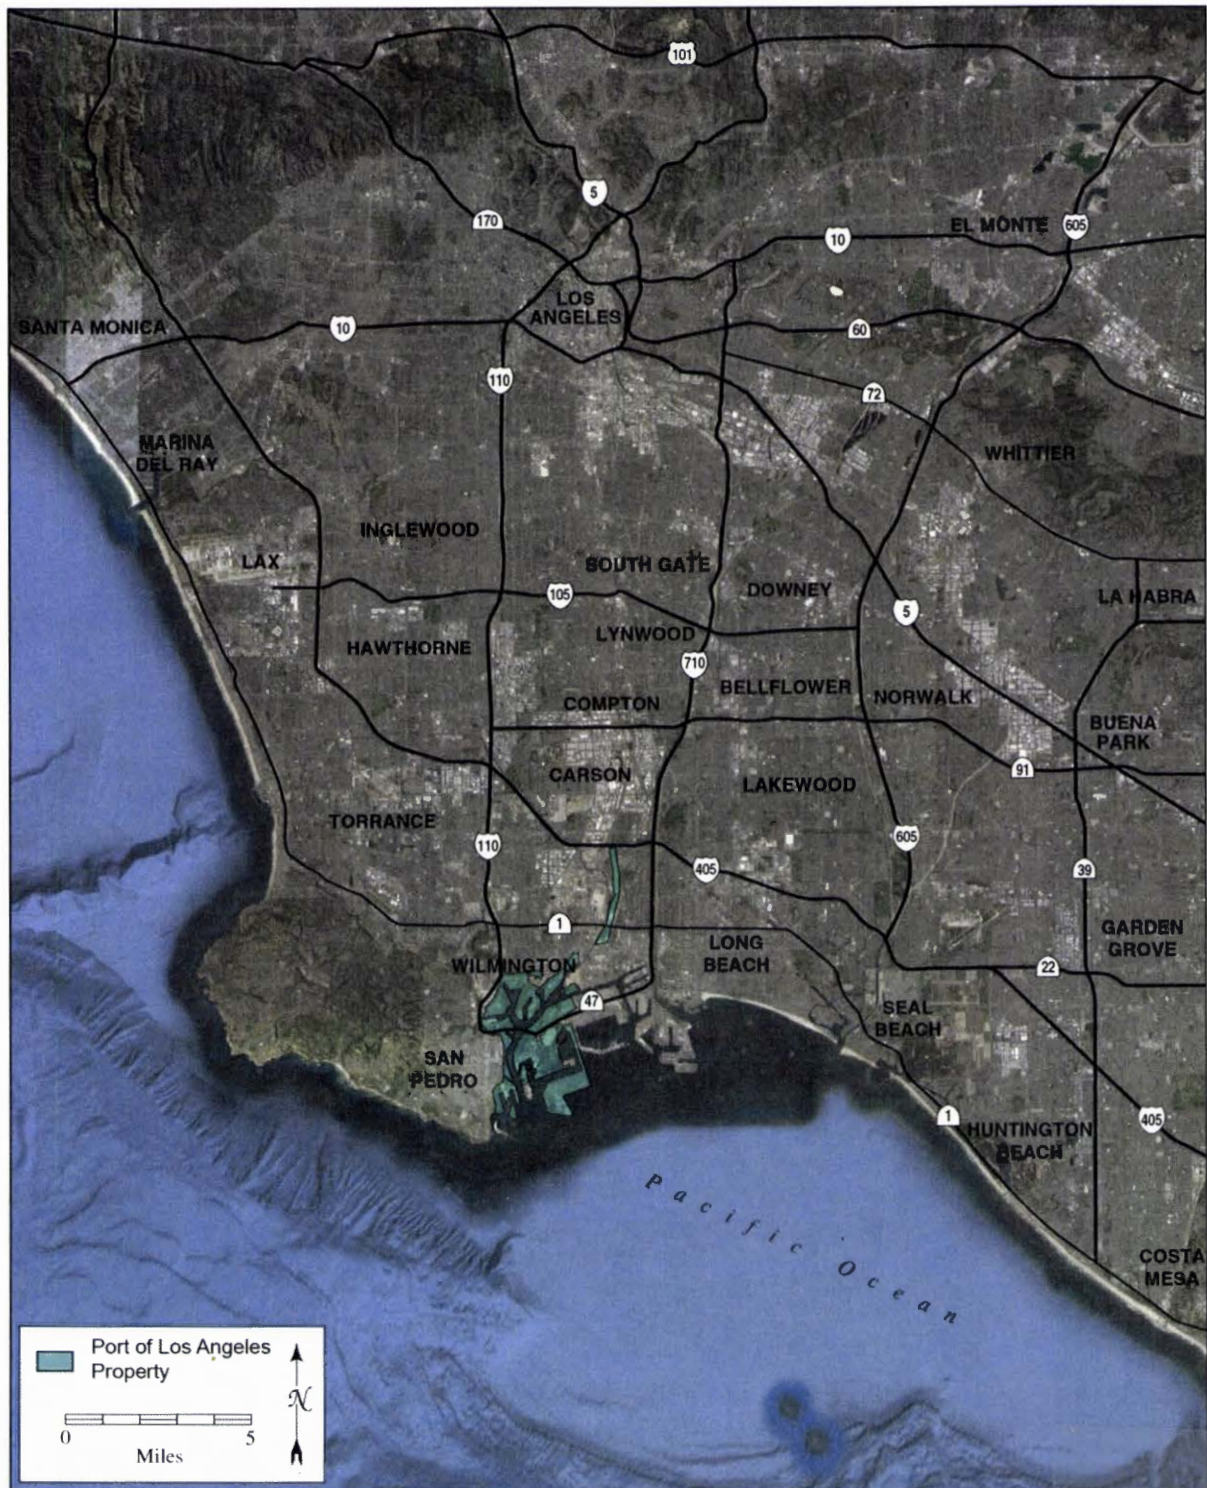 101
5
170
605
EL MONTE
10
LOS
ANGELES
SANTA MONICA
10
60
110
72
MARINA
DEL RAY
WHITTIER
INGLEWOOD
LAX
SOUTH GATE
105
DOWNEY
LA HABRA
5
LYNWOOD
HAWTHORNE
710
BELLFLOWER
NORWALK
COMPTON
BUENA
PARK
91
CARSON
LAKEWOOD
TORRANCE
110
605
405
39
1
GARDEN
GROVE
LONG
BEACH
WILMINGTON
22
47
SEAL
BEACH
SAN
PEDRO
1
405
HUNTINGTON
BEACH
Pacific Ocean
COSTA
MESA
Port of Los Angeles
Property
N
0 5
Miles